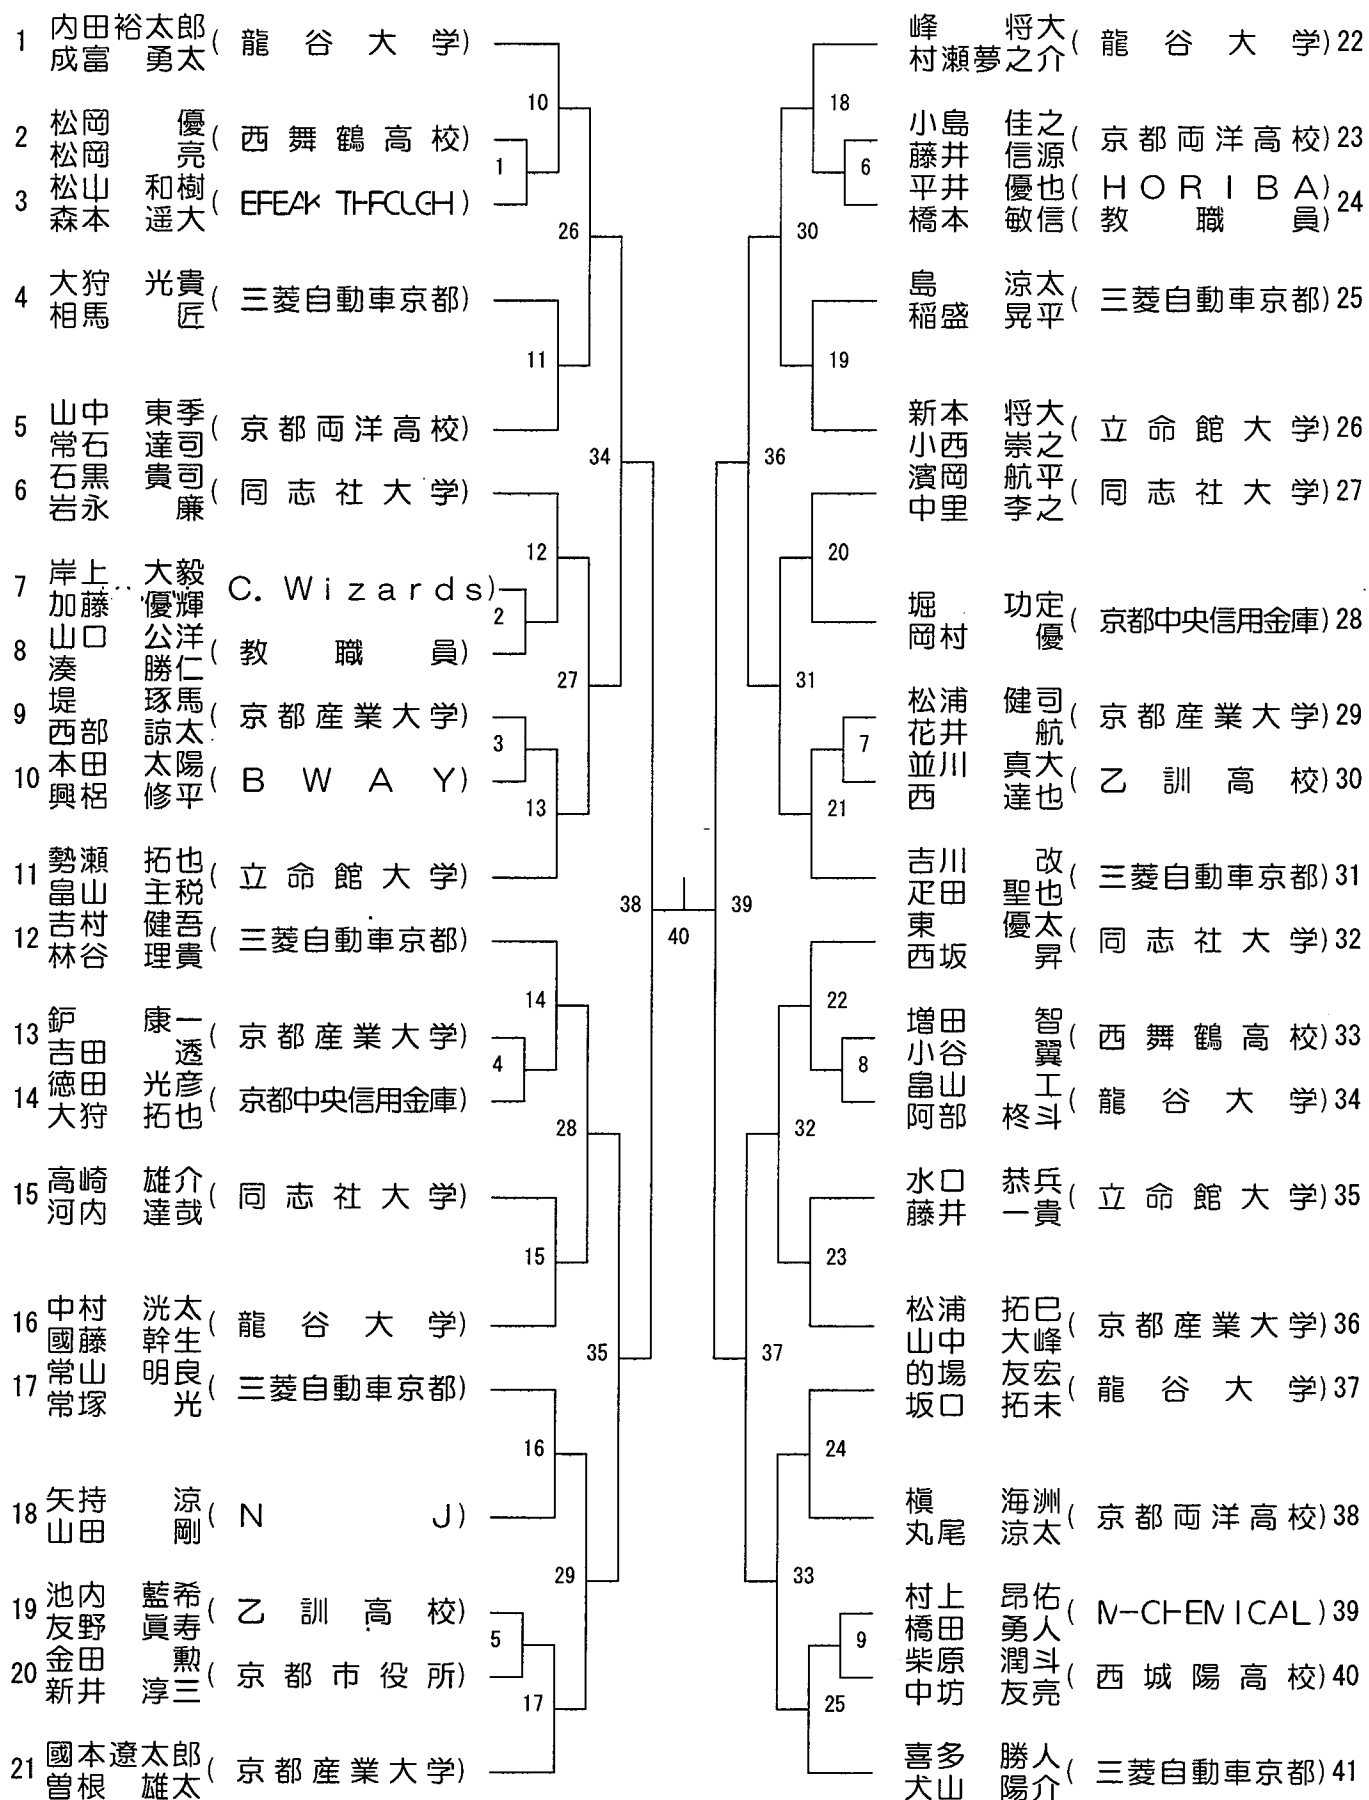 1 内田裕太郎 成富 勇太 (龍谷大学)
2 松岡 優 松岡 亮 (西舞鶴高校)
3 松山 和樹 森本 遥大
4 大狩 光貴 相馬 匠 (三菱自動車京都)
5 山中 東季 常石 達司 (京都両洋高校)
6 石黒 貴司 岩永 廉 (同志社大学)
7 岸上 大毅 加藤 優輝 C. Wizards)
8 山口 公洋 湊 勝仁 (教職員)
9 堤 琢馬 西部 諒太 (京都産業大学)
10 本田 太陽 興梠 修平 (BWAY)
11 勢瀬 拓也 畠山 主税 (立命館大学)
12 吉村 健吾 林谷 理貴 (三菱自動車京都)
13 鈩 康一 吉田 透 (京都産業大学)
14 徳田 光彦 大狩 拓也 (京都中央信用金庫)
15 高崎 雄介 河内 達哉 (同志社大学)
16 中村 洸太 國藤 幹生 (龍谷大学)
17 常山 明良 常塚 光 (三菱自動車京都)
18 矢持 涼 山田 剛 (NJ)
19 池内 藍希 友野 眞寿 (乙訓高校)
20 金田 勲 新井 淳三 (京都市役所)
21 國本遼太郎 曽根 雄太 (京都産業大学)
10
1
26
11
34
12
2
27
3
13
38
14
4
28
15
35
16
29
5
17
40
18
6
30
19
36
20
31
7
21
39
22
8
32
23
37
24
33
9
25
峰 将大 村瀬夢之介 (龍谷大学) 22
小島 佳之 藤井 信源 (京都両洋高校) 23
平井 優也 (HORIBA) 橋本 敏信 (教職員) 24
島 涼太 稲盛 晃平 (三菱自動車京都) 25
新本 将大 小西 崇之 (立命館大学) 26
濱岡 航平 中里 李之 (同志社大学) 27
堀 功定 岡村 優 (京都中央信用金庫) 28
松浦 健司 花井 航 (京都産業大学) 29
並川 真大 西 達也 (乙訓高校) 30
吉川 改 疋田 聖也 (三菱自動車京都) 31
東 優太 西坂 昇 (同志社大学) 32
増田 智 小谷 翼 (西舞鶴高校) 33
畠山 工 阿部 柊斗 (龍谷大学) 34
水口 恭兵 藤井 一貴 (立命館大学) 35
松浦 拓巳 山中 大峰 (京都産業大学) 36
的場 友宏 坂口 拓未 (龍谷大学) 37
槇 海洲 丸尾 涼太 (京都両洋高校) 38
村上 昂佑 橋田 勇人 (M-CHEMICAL) 39
柴原 潤斗 中坊 友亮 (西城陽高校) 40
喜多 勝人 犬山 陽介 (三菱自動車京都) 41